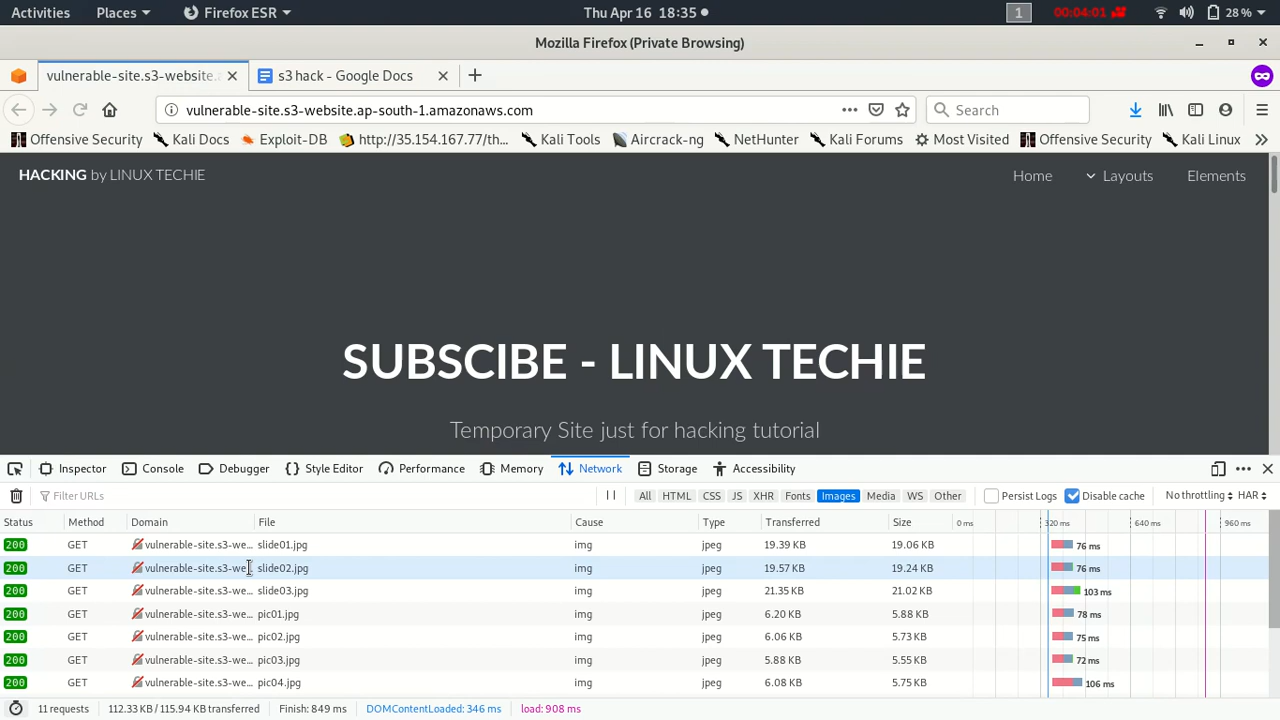 Activities Places Firefox ESR Thu Apr 16 18:35 1 00:04:01 28 %
Mozilla Firefox (Private Browsing)
vulnerable-site.s3-website.a s3 hack - Google Docs
vulnerable-site.s3-website.ap-south-1.amazonaws.com Search
Offensive Security Kali Docs Exploit-DB http://35.154.167.77/th... Kali Tools Aircrack-ng NetHunter Kali Forums Most Visited Offensive Security Kali Linux
HACKING by LINUX TECHIE Home Layouts Elements
SUBSCIBE - LINUX TECHIE
Temporary Site just for hacking tutorial
Inspector Console Debugger Style Editor Performance Memory Network Storage Accessibility
Filter URLs All HTML CSS JS XHR Fonts Images Media WS Other Persist Logs Disable cache No throttling HAR
Status Method Domain File Cause Type Transferred Size 0 ms 320 ms 640 ms 960 ms
200 GET vulnerable-site.s3-we... slide01.jpg img jpeg 19.39 KB 19.06 KB 76 ms
200 GET vulnerable-site.s3-we... slide02.jpg img jpeg 19.57 KB 19.24 KB 76 ms
200 GET vulnerable-site.s3-we... slide03.jpg img jpeg 21.35 KB 21.02 KB 103 ms
200 GET vulnerable-site.s3-we... pic01.jpg img jpeg 6.20 KB 5.88 KB 78 ms
200 GET vulnerable-site.s3-we... pic02.jpg img jpeg 6.06 KB 5.73 KB 75 ms
200 GET vulnerable-site.s3-we... pic03.jpg img jpeg 5.88 KB 5.55 KB 72 ms
200 GET vulnerable-site.s3-we... pic04.jpg img jpeg 6.08 KB 5.75 KB 106 ms
11 requests 112.33 KB / 115.94 KB transferred Finish: 849 ms DOMContentLoaded: 346 ms load: 908 ms